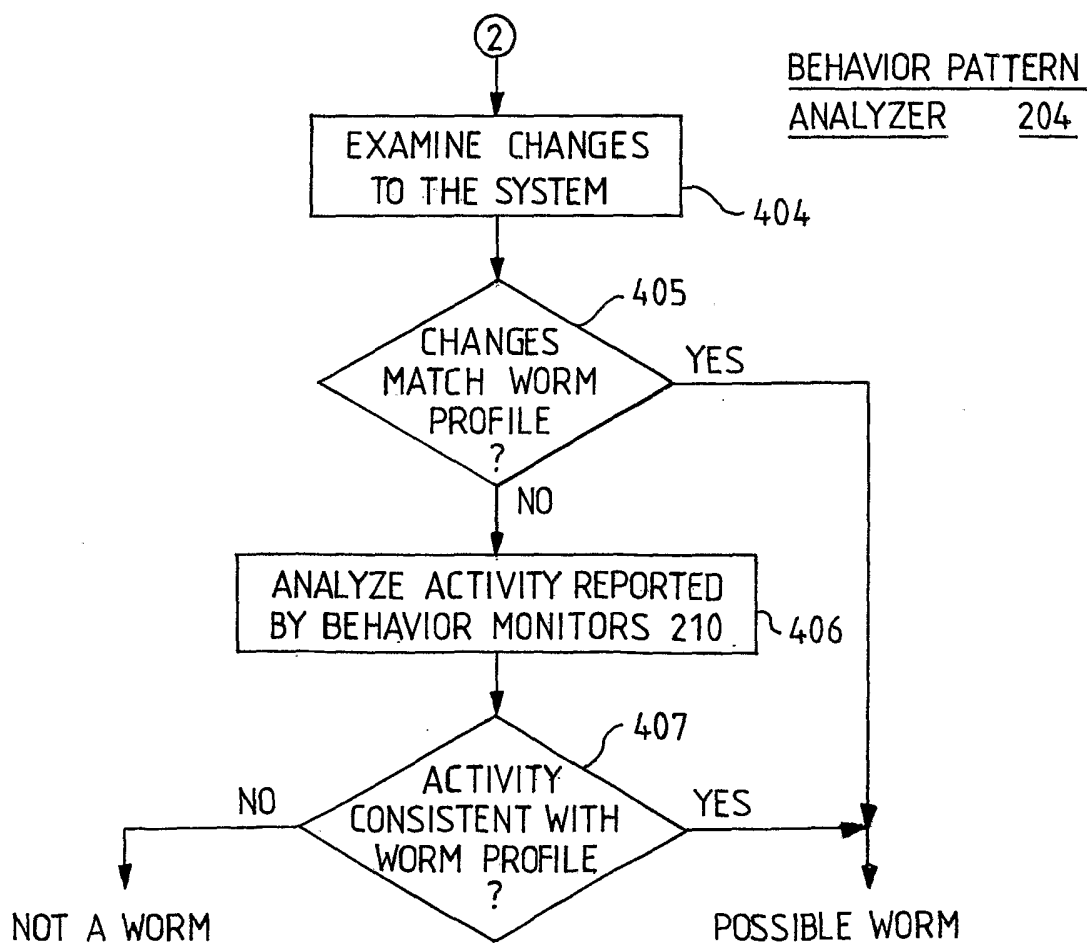 2
BEHAVIOR PATTERN
ANALYZER 204
EXAMINE CHANGES
TO THE SYSTEM
404
405
CHANGES
MATCH WORM
PROFILE
?
YES
NO
ANALYZE ACTIVITY REPORTED
BY BEHAVIOR MONITORS 210
406
407
ACTIVITY
CONSISTENT WITH
WORM PROFILE
?
NO
YES
NOT A WORM
POSSIBLE WORM